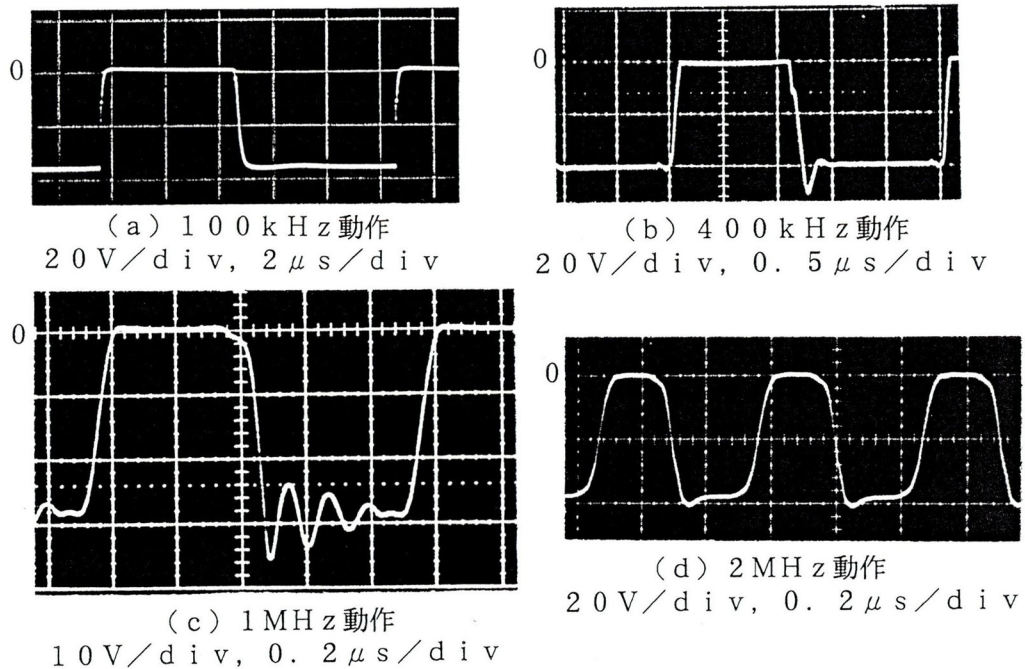 0
(a)100kHz動作
20V/div, 2μs/div
0
(b)400kHz動作
20V/div, 0.5μs/div
0
(c)1MHz動作
10V/div, 0.2μs/div
0
(d)2MHz動作
20V/div, 0.2μs/div